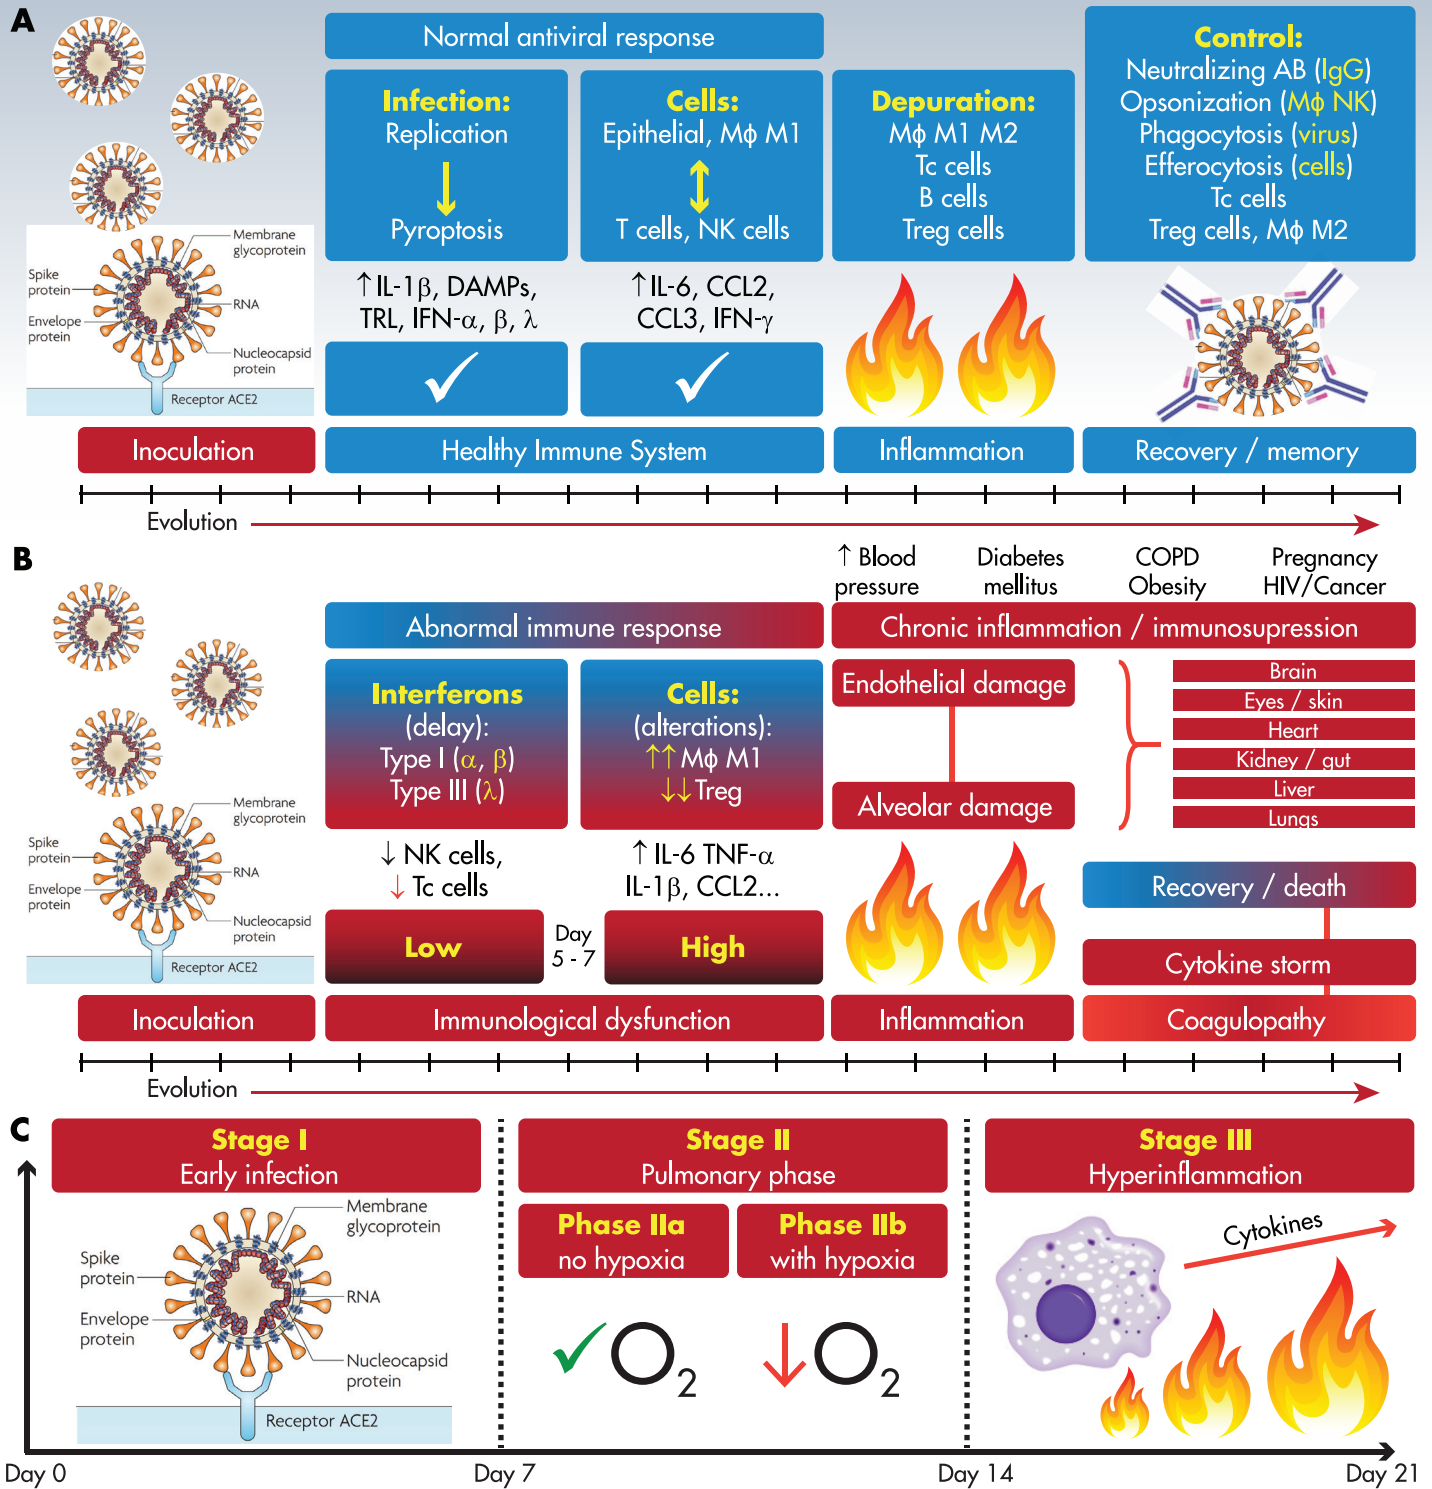 A
Normal antiviral response
Infection:
Replication
Pyroptosis
Cells:
Epithelial, Mϕ M1
T cells, NK cells
Depuration:
Mϕ M1 M2
Tc cells
B cells
Treg cells
Control:
Neutralizing AB (IgG)
Opsonization (Mϕ NK)
Phagocytosis (virus)
Efferocytosis (cells)
Tc cells
Treg cells, Mϕ M2
Membrane
glycoprotein
Spike
protein
RNA
Envelope
protein
Nucleocapsid
protein
Receptor ACE2
↑IL-1β, DAMPs,
TRL, IFN-α, β, λ
↑IL-6, CCL2,
CCL3, IFN-γ
Inoculation
Healthy Immune System
Inflammation
Recovery / memory
Evolution
B
↑ Blood
pressure
Diabetes
mellitus
COPD
Obesity
Pregnancy
HIV/Cancer
Abnormal immune response
Chronic inflammation / immunosupression
Interferons
(delay):
Type I (α, β)
Type III (λ)
Cells:
(alterations):
↑↑ Mϕ M1
↓↓ Treg
Endothelial damage
Alveolar damage
Brain
Eyes / skin
Heart
Kidney / gut
Liver
Lungs
Membrane
glycoprotein
Spike
protein
RNA
Envelope
protein
Nucleocapsid
protein
Receptor ACE2
↓ NK cells,
↓ Tc cells
↑ IL-6 TNF-α
IL-1β, CCL2...
Low
Day
5 - 7
High
Recovery / death
Cytokine storm
Coagulopathy
Inoculation
Immunological dysfunction
Inflammation
Evolution
C
Stage I
Early infection
Stage II
Pulmonary phase
Stage III
Hyperinflammation
Phase IIa
no hypoxia
Phase IIb
with hypoxia
Membrane
glycoprotein
Spike
protein
RNA
Envelope
protein
Nucleocapsid
protein
Receptor ACE2
O2
↓ O2
Cytokines
Day 0
Day 7
Day 14
Day 21